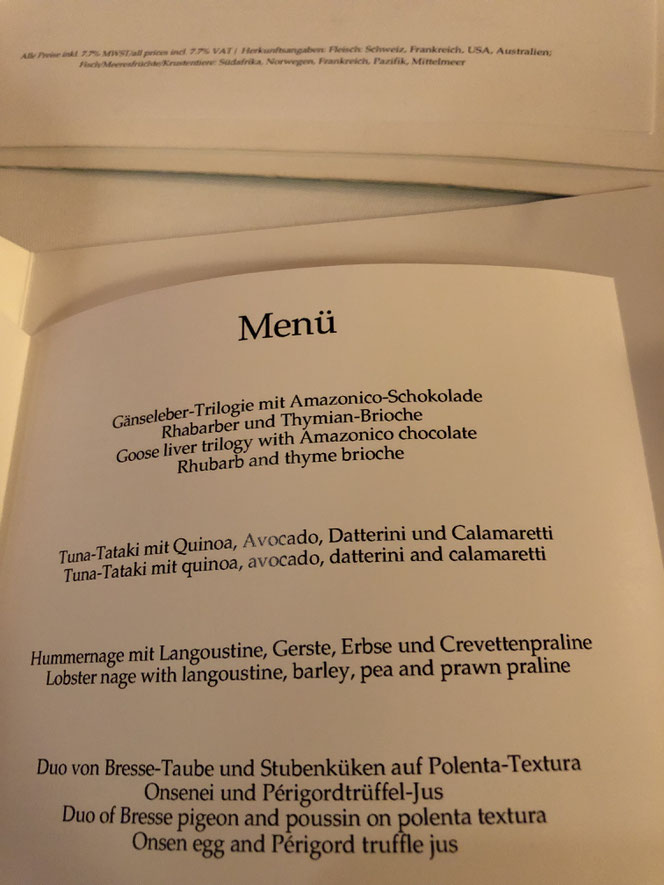 Alle Preise inkl. 7.7% MWST/all prices incl. 7.7% VAT / Herkunftsangaben: Fleisch: Schweiz, Frankreich, USA, Australien;
Fisch/Meeresfrüchte/Krustentiere: Südafrika, Norwegen, Frankreich, Pazifik, Mittelmeer
Menü
Gänseleber-Trilogie mit Amazonico-Schokolade
Rhabarber und Thymian-Brioche
Goose liver trilogy with Amazonico chocolate
Rhubarb and thyme brioche
Tuna-Tataki mit Quinoa, Avocado, Datterini und Calamaretti
Tuna-Tataki mit quinoa, avocado, datterini and calamaretti
Hummernage mit Langoustine, Gerste, Erbse und Crevettenpraline
Lobster nage with langoustine, barley, pea and prawn praline
Duo von Bresse-Taube und Stubenküken auf Polenta-Textura
Onsenei und Périgordtrüffel-Jus
Duo of Bresse pigeon and poussin on polenta textura
Onsen egg and Périgord truffle jus